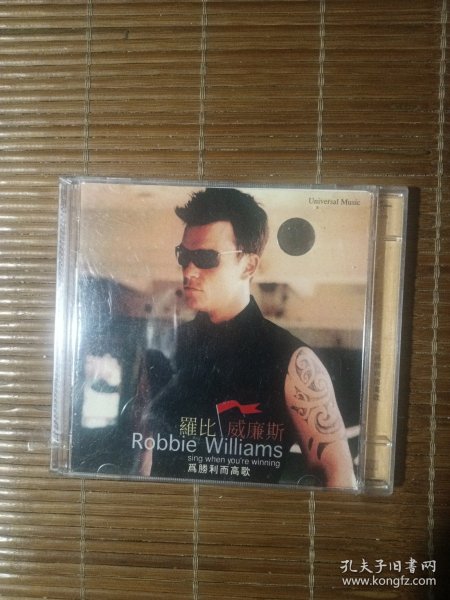 Universal Music
羅比 威廉斯
Robbie Williams
sing when you're winning
爲勝利而高歌
孔夫子旧书网
www.kongfz.com